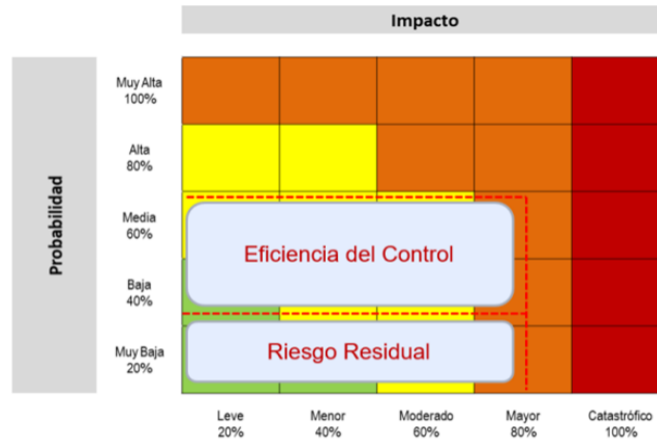 Impacto
Probabilidad
Muy Alta
100%
Alta
80%
Media
60%
Baja
40%
Muy Baja
20%
Eficiencia del Control
Riesgo Residual
Leve
20%
Menor
40%
Moderado
60%
Mayor
80%
Catastrófico
100%